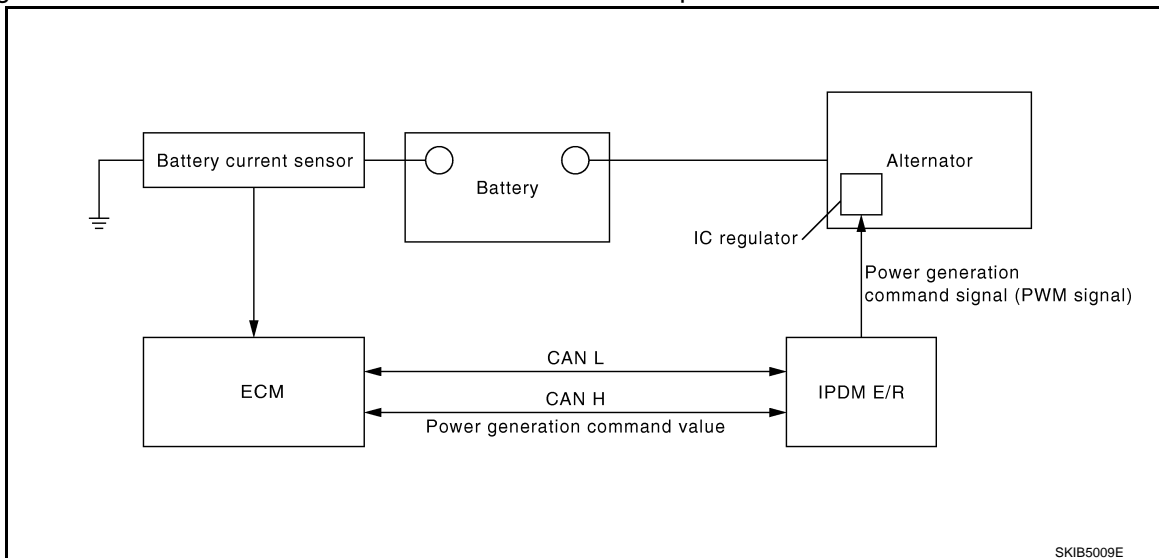 Battery current sensor
Battery
Alternator
IC regulator
Power generation
command signal (PWM signal)
ECM
CAN L
CAN H
Power generation command value
IPDM E/R
SKIB5009E